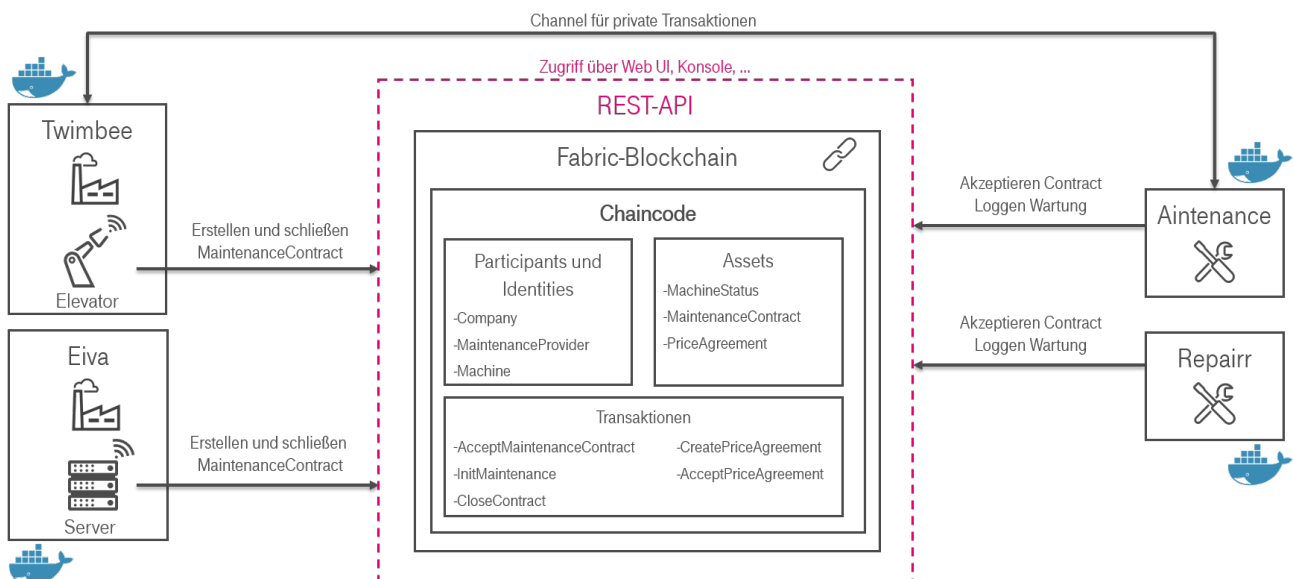 Channel für private Transaktionen
Zugriff über Web UI, Konsole, ...
REST-API
Twimbee
Elevator
Erstellen und schließen
MaintenanceContract
Eiva
Server
Erstellen und schließen
MaintenanceContract
Fabric-Blockchain
Chaincode
Participants und
Identities
-Company
-MaintenanceProvider
-Machine
Assets
-MachineStatus
-MaintenanceContract
-PriceAgreement
Transaktionen
-AcceptMaintenanceContract
-InitMaintenance
-CloseContract
-CreatePriceAgreement
-AcceptPriceAgreement
Akzeptieren Contract
Loggen Wartung
Aintenance
Akzeptieren Contract
Loggen Wartung
Repairr